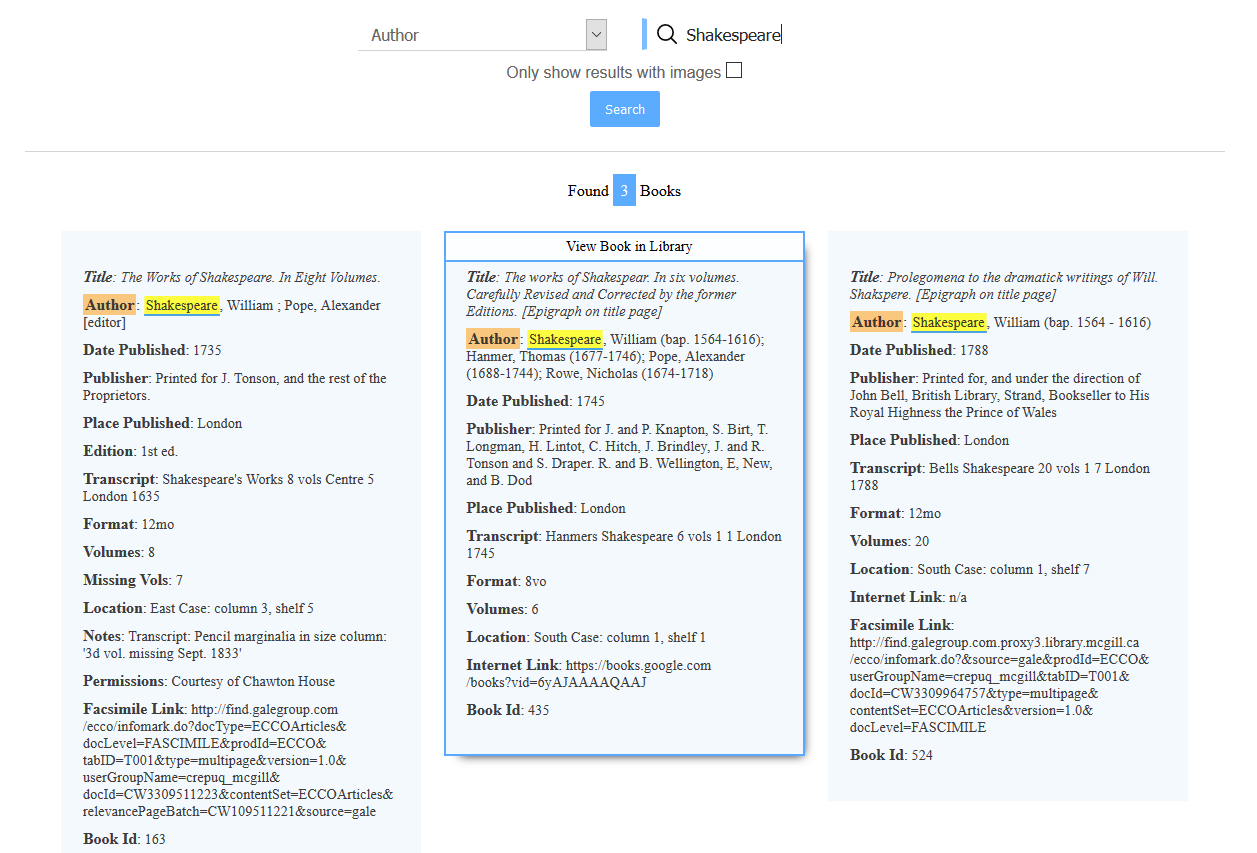 Author
Shakespeare
Only show results with images
Search
Found 3 Books
Title: The Works of Shakespeare. In Eight Volumes.
Author: Shakespeare, William ; Pope, Alexander
[editor]
Date Published: 1735
Publisher: Printed for J. Tonson, and the rest of the
Proprietors.
Place Published: London
Edition: 1st ed.
Transcript: Shakespeare's Works 8 vols Centre 5
London 1635
Format: 12mo
Volumes: 8
Missing Vols: 7
Location: East Case: column 3, shelf 5
Notes: Transcript: Pencil marginalia in size column:
'3d vol. missing Sept. 1833'
Permissions: Courtesy of Chawton House
Facsimile Link: http://find.galegroup.com
/ecco/infomark.do?docType=ECCOArticles&
docLevel=FASCIMILE&prodId=ECCO&
tabID=T001&type=multipage&version=1.0&
userGroupName=crepuq_mcgill&
docId=CW3309511223&contentSet=ECCOArticles&
relevancePageBatch=CW109511221&source=gale
Book Id: 163
View Book in Library
Title: The works of Shakespear. In six volumes.
Carefully Revised and Corrected by the former
Editions. [Epigraph on title page]
Author: Shakespeare, William (bap. 1564-1616);
Hanmer, Thomas (1677-1746); Pope, Alexander
(1688-1744); Rowe, Nicholas (1674-1718)
Date Published: 1745
Publisher: Printed for J. and P. Knapton, S. Birt, T.
Longman, H. Lintot, C. Hitch, J. Brindley, J. and R.
Tonson and S. Draper. R. and B. Wellington, E, New,
and B. Dod
Place Published: London
Transcript: Hanmers Shakespeare 6 vols 1 1 London
1745
Format: 8vo
Volumes: 6
Location: South Case: column 1, shelf 1
Internet Link: https://books.google.com
/books?vid=6yAJAAAAQAAJ
Book Id: 435
Title: Prolegomena to the dramatick writings of Will.
Shakspere. [Epigraph on title page]
Author: Shakespeare, William (bap. 1564 - 1616)
Date Published: 1788
Publisher: Printed for, and under the direction of
John Bell, British Library, Strand, Bookseller to His
Royal Highness the Prince of Wales
Place Published: London
Transcript: Bells Shakespeare 20 vols 1 7 London
1788
Format: 12mo
Volumes: 20
Location: South Case: column 1, shelf 7
Internet Link: n/a
Facsimile Link:
http://find.galegroup.com.proxy3.library.mcgill.ca
/ecco/infomark.do?&source=gale&prodId=ECCO&
userGroupName=crepuq_mcgill&tabID=T001&
docId=CW3309964757&type=multipage&
contentSet=ECCOArticles&version=1.0&
docLevel=FASCIMILE
Book Id: 524